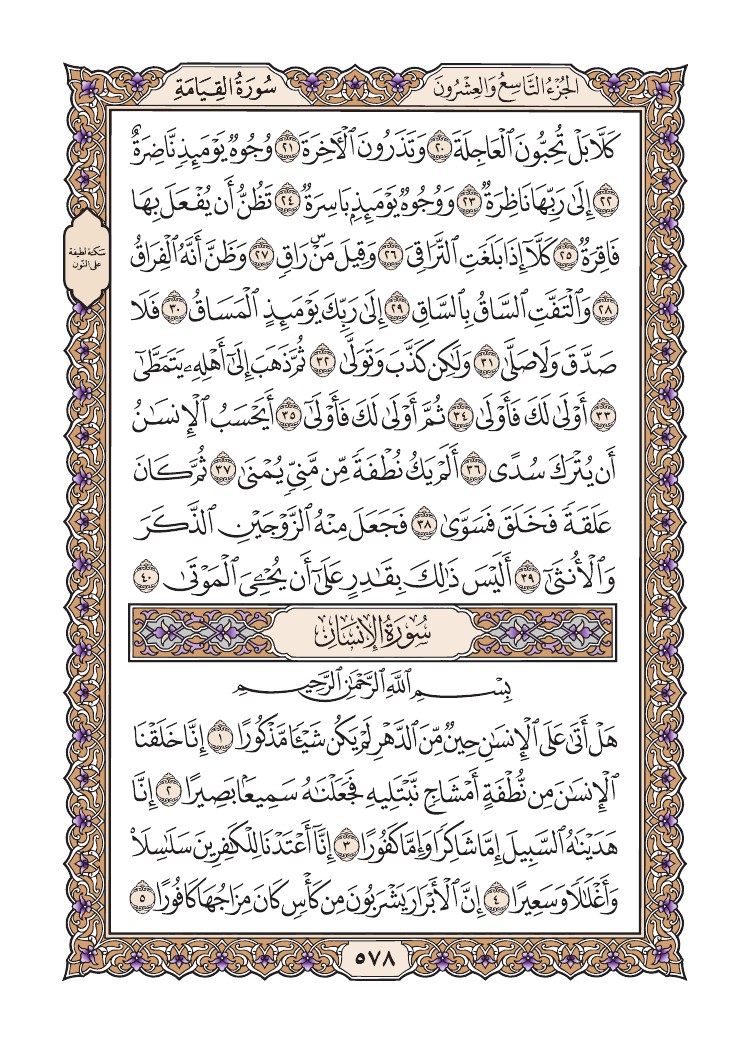 الجُزْءُ التَّاسِعُ وَالعِشْرُونَ
سُورَةُ القِيَامَةِ
كَلَّا بَلۡ تُحِبُّونَ ٱلۡعَاجِلَةَ ٢٠ وَتَذَرُونَ ٱلۡأٓخِرَةَ ٢١ وُجُوهٞ يَوۡمَئِذٖ نَّاضِرَةٌ
٢٢ إِلَىٰ رَبِّهَا نَاظِرَةٞ ٢٣ وَوُجُوهٞ يَوۡمَئِذِۭ بَاسِرَةٞ ٢٤ تَظُنُّ أَن يُفۡعَلَ بِهَا
فَاقِرَةٞ ٢٥ كَلَّآ إِذَا بَلَغَتِ ٱلتَّرَاقِيَ ٢٦ وَقِيلَ مَنۡۜ رَاقٖ ٢٧ وَظَنَّ أَنَّهُ ٱلۡفِرَاقُ
سكتة لطيفة
على النون
٢٨ وَٱلۡتَفَّتِ ٱلسَّاقُ بِٱلسَّاقِ ٢٩ إِلَىٰ رَبِّكَ يَوۡمَئِذٍ ٱلۡمَسَاقُ ٣٠ فَلَا
صَدَّقَ وَلَا صَلَّىٰ ٣١ وَلَٰكِن كَذَّبَ وَتَوَلَّىٰ ٣٢ ثُمَّ ذَهَبَ إِلَىٰٓ أَهۡلِهِۦ يَتَمَطَّىٰٓ
٣٣ أَوۡلَىٰ لَكَ فَأَوۡلَىٰ ٣٤ ثُمَّ أَوۡلَىٰ لَكَ فَأَوۡلَىٰٓ ٣٥ أَيَحۡسَبُ ٱلۡإِنسَٰنُ
أَن يُتۡرَكَ سُدًى ٣٦ أَلَمۡ يَكُ نُطۡفَةٗ مِّن مَّنِيّٖ يُمۡنَىٰ ٣٧ ثُمَّ كَانَ
عَلَقَةٗ فَخَلَقَ فَسَوَّىٰ ٣٨ فَجَعَلَ مِنۡهُ ٱلزَّوۡجَيۡنِ ٱلذَّكَرَ
وَٱلۡأُنثَىٰٓ ٣٩ أَلَيۡسَ ذَٰلِكَ بِقَٰدِرٍ عَلَىٰٓ أَن يُحۡـِۧيَ ٱلۡمَوۡتَىٰ ٤٠
سُورَةُ الإِنسَانِ
بِسۡمِ ٱللَّهِ ٱلرَّحۡمَٰنِ ٱلرَّحِيمِ
هَلۡ أَتَىٰ عَلَى ٱلۡإِنسَٰنِ حِينٞ مِّنَ ٱلدَّهۡرِ لَمۡ يَكُن شَيۡـٔٗا مَّذۡكُورًا ١ إِنَّا خَلَقۡنَا
ٱلۡإِنسَٰنَ مِن نُّطۡفَةٍ أَمۡشَاجٖ نَّبۡتَلِيهِ فَجَعَلۡنَٰهُ سَمِيعَۢا بَصِيرًا ٢ إِنَّا
هَدَيۡنَٰهُ ٱلسَّبِيلَ إِمَّا شَاكِرٗا وَإِمَّا كَفُورًا ٣ إِنَّآ أَعۡتَدۡنَا لِلۡكَٰفِرِينَ سَلَٰسِلَاْ
وَأَغۡلَٰلٗا وَسَعِيرًا ٤ إِنَّ ٱلۡأَبۡرَارَ يَشۡرَبُونَ مِن كَأۡسٖ كَانَ مِزَاجُهَا كَافُورًا ٥
٥٧٨